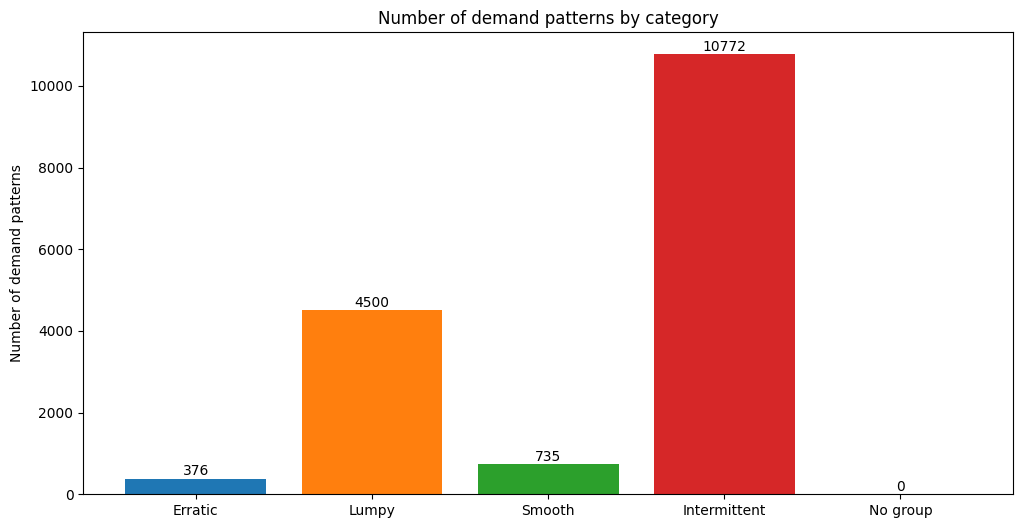 Number of demand patterns by category
Number of demand patterns
10000
8000
6000
4000
2000
0
376
4500
735
10772
0
Erratic
Lumpy
Smooth
Intermittent
No group